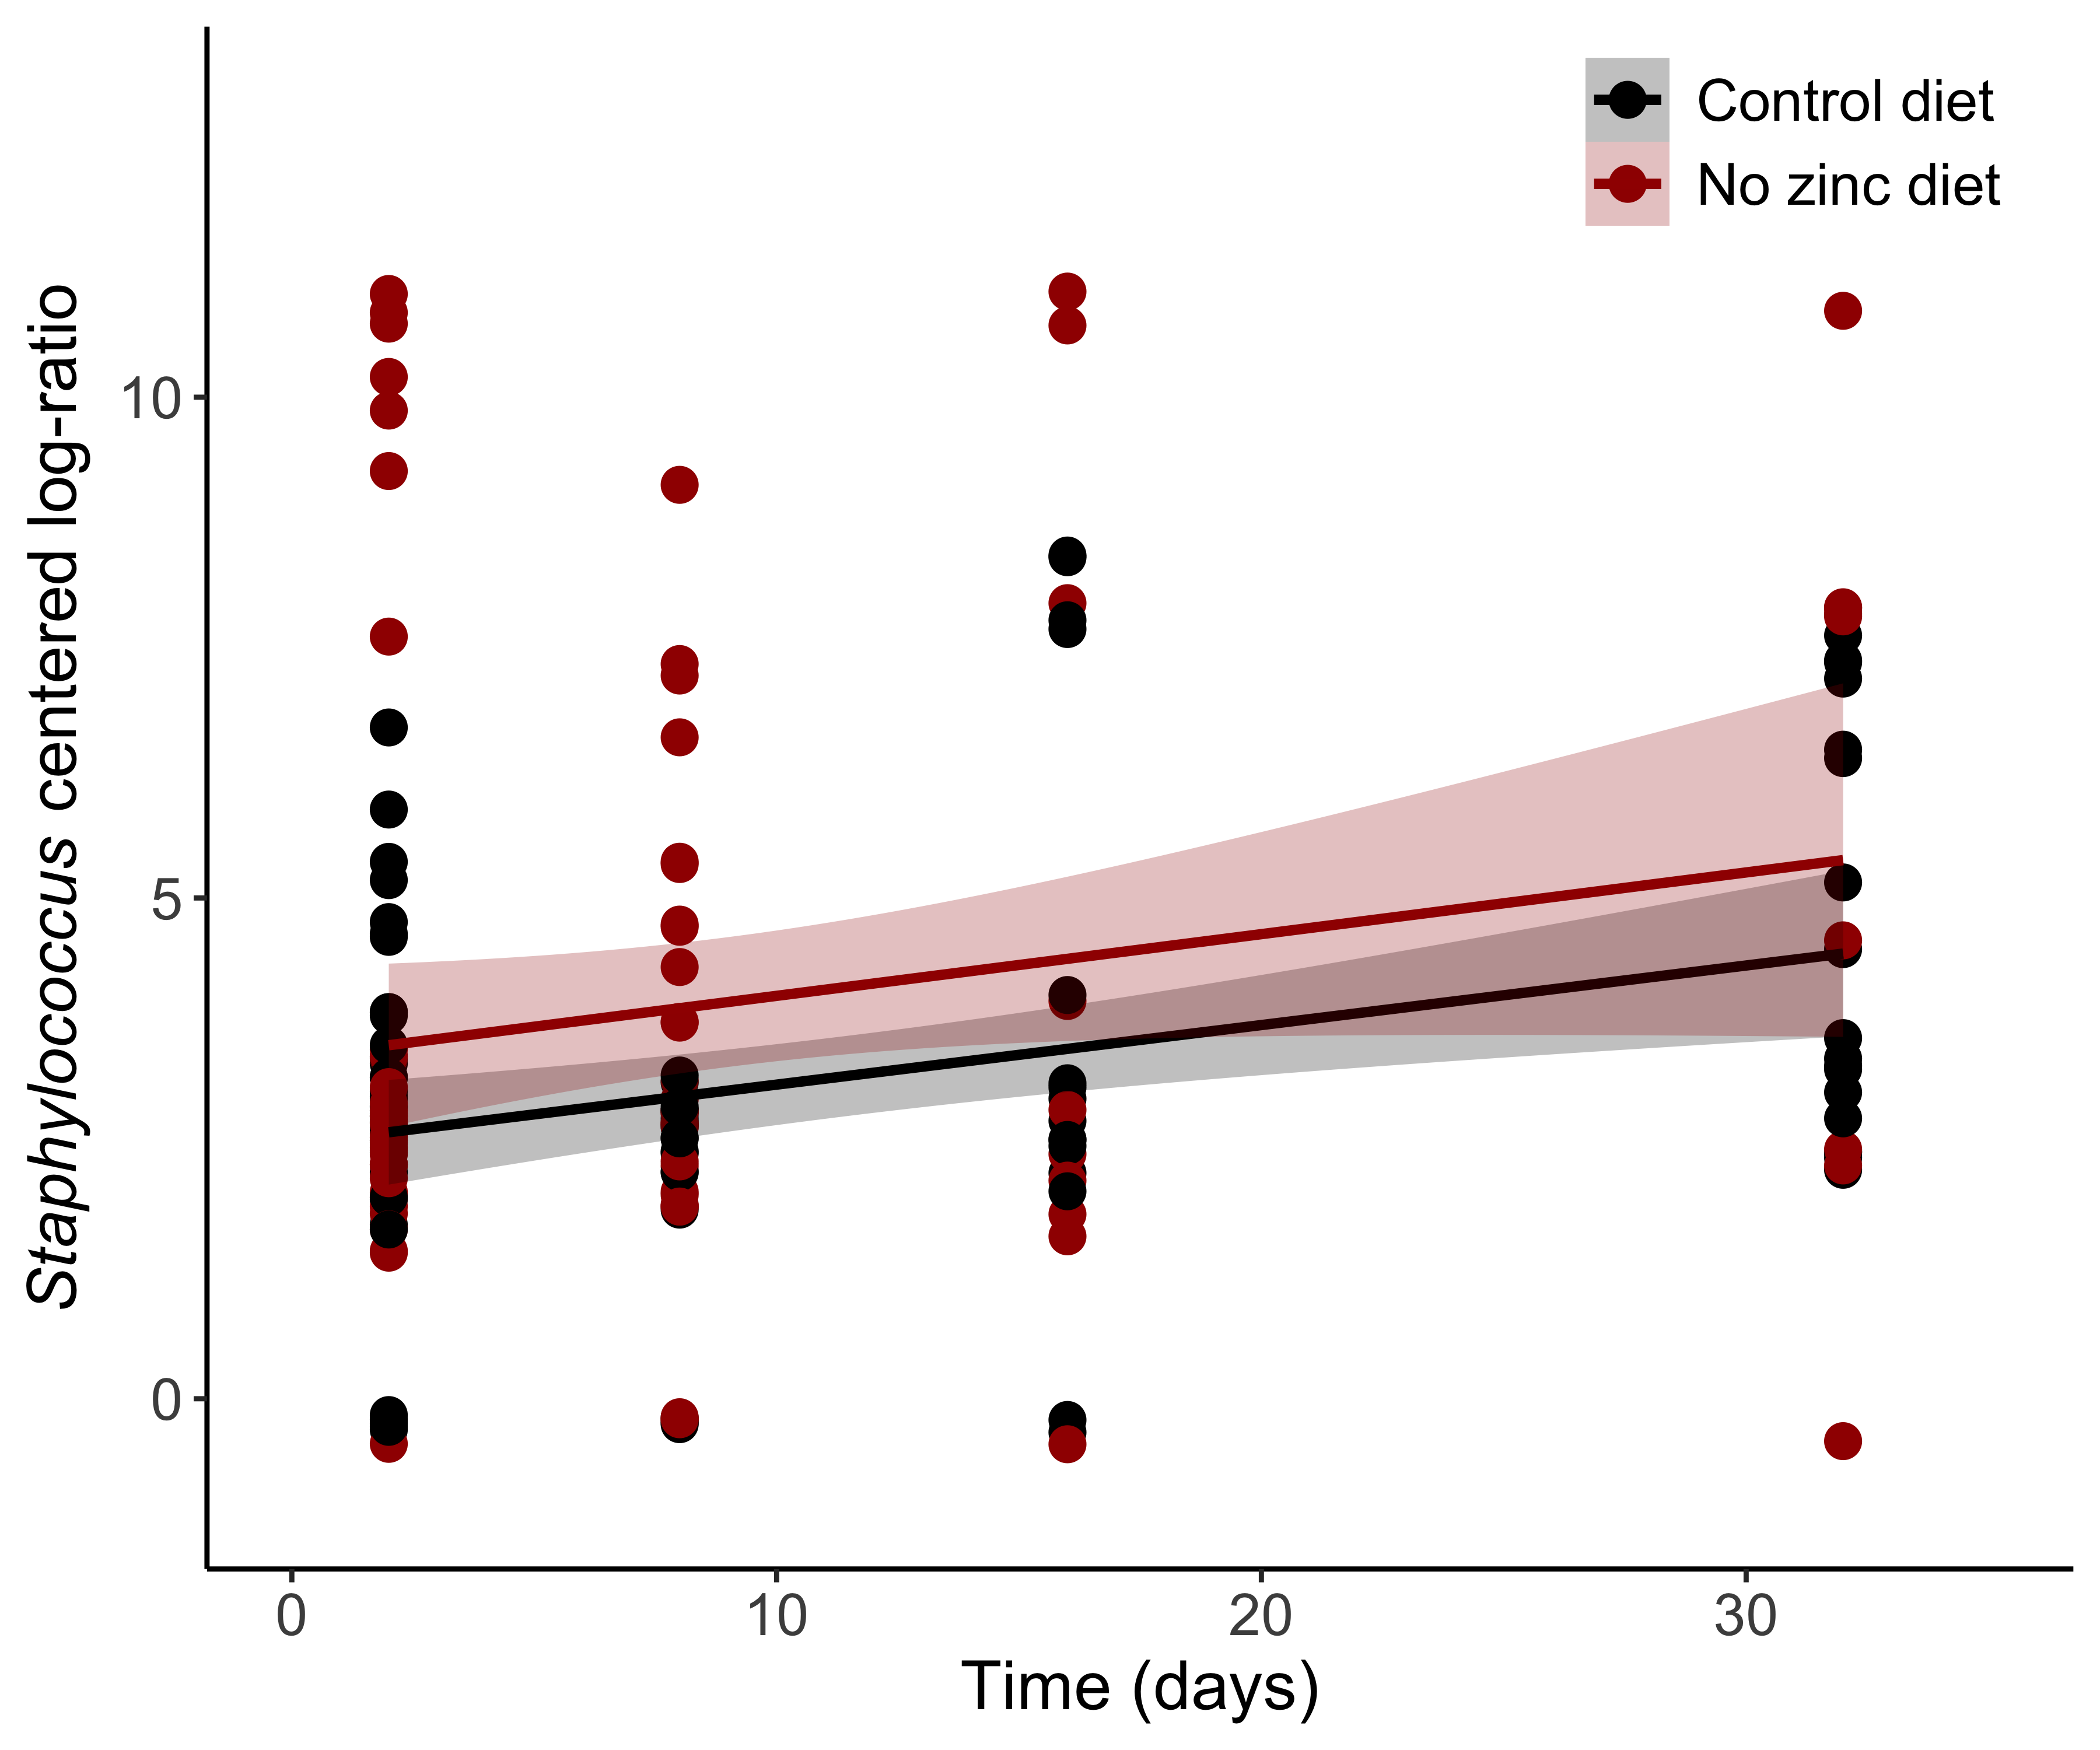 Control diet
No zinc diet
Staphylococcus centered log-ratio
10
5
0
0 10 20 30
Time (days)